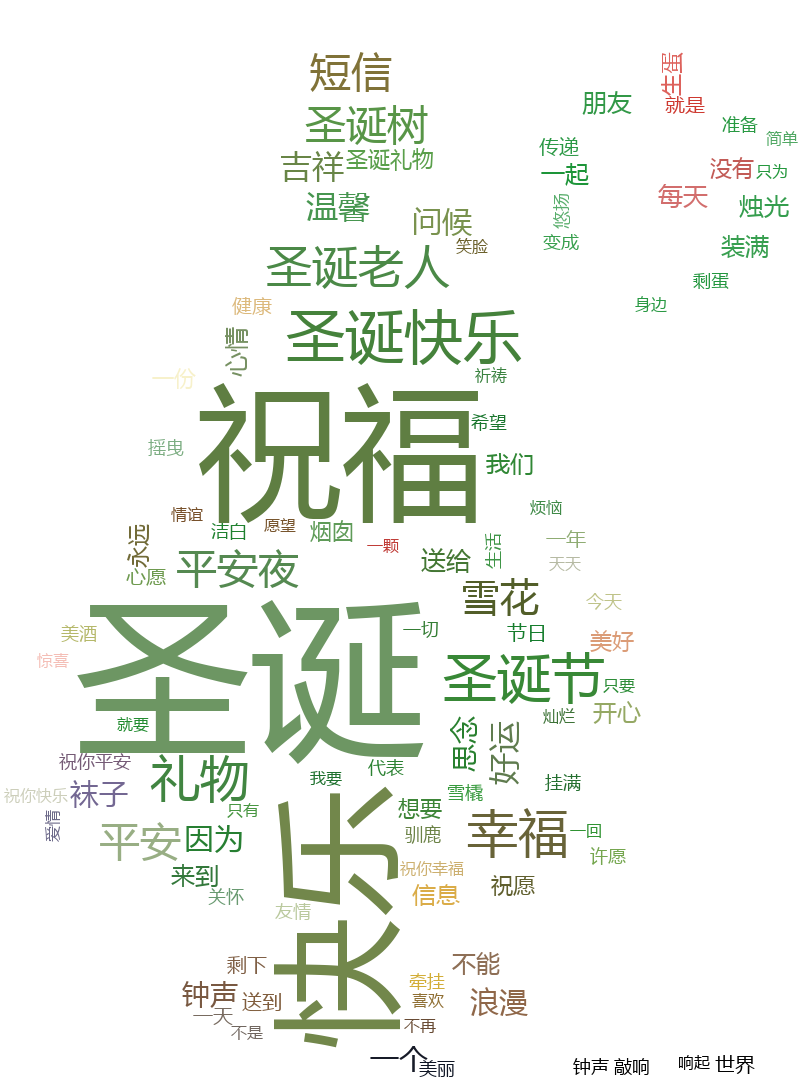 短信
生蛋
朋友
就是
圣诞树
准备
简单
传递
吉祥
圣诞礼物
一起
没有
只为
每天
温馨
悠扬
烛光
问候
笑脸
变成
装满
圣诞老人
剩蛋
健康
身边
圣诞快乐
心情
一份
祈祷
祝福
希望
摇曳
我们
情谊
洁白
愿望
烟囱
烦恼
永远
一颗
生活
一年
平安夜
送给
天天
心愿
雪花
今天
圣诞
美酒
一切
节日
美好
惊喜
圣诞节
只要
就要
灿烂
开心
思念
好运
祝你平安
礼物
代表
我要
挂满
祝你快乐
袜子
雪橇
只有
想要
爱情
平安
因为
驯鹿
幸福
一回
许愿
快乐
来到
祝你幸福
关怀
信息
祝愿
友情
剩下
不能
钟声
送到
牵挂
喜欢
浪漫
一天
不是
不再
一个
美丽
钟声 敲响
响起 世界